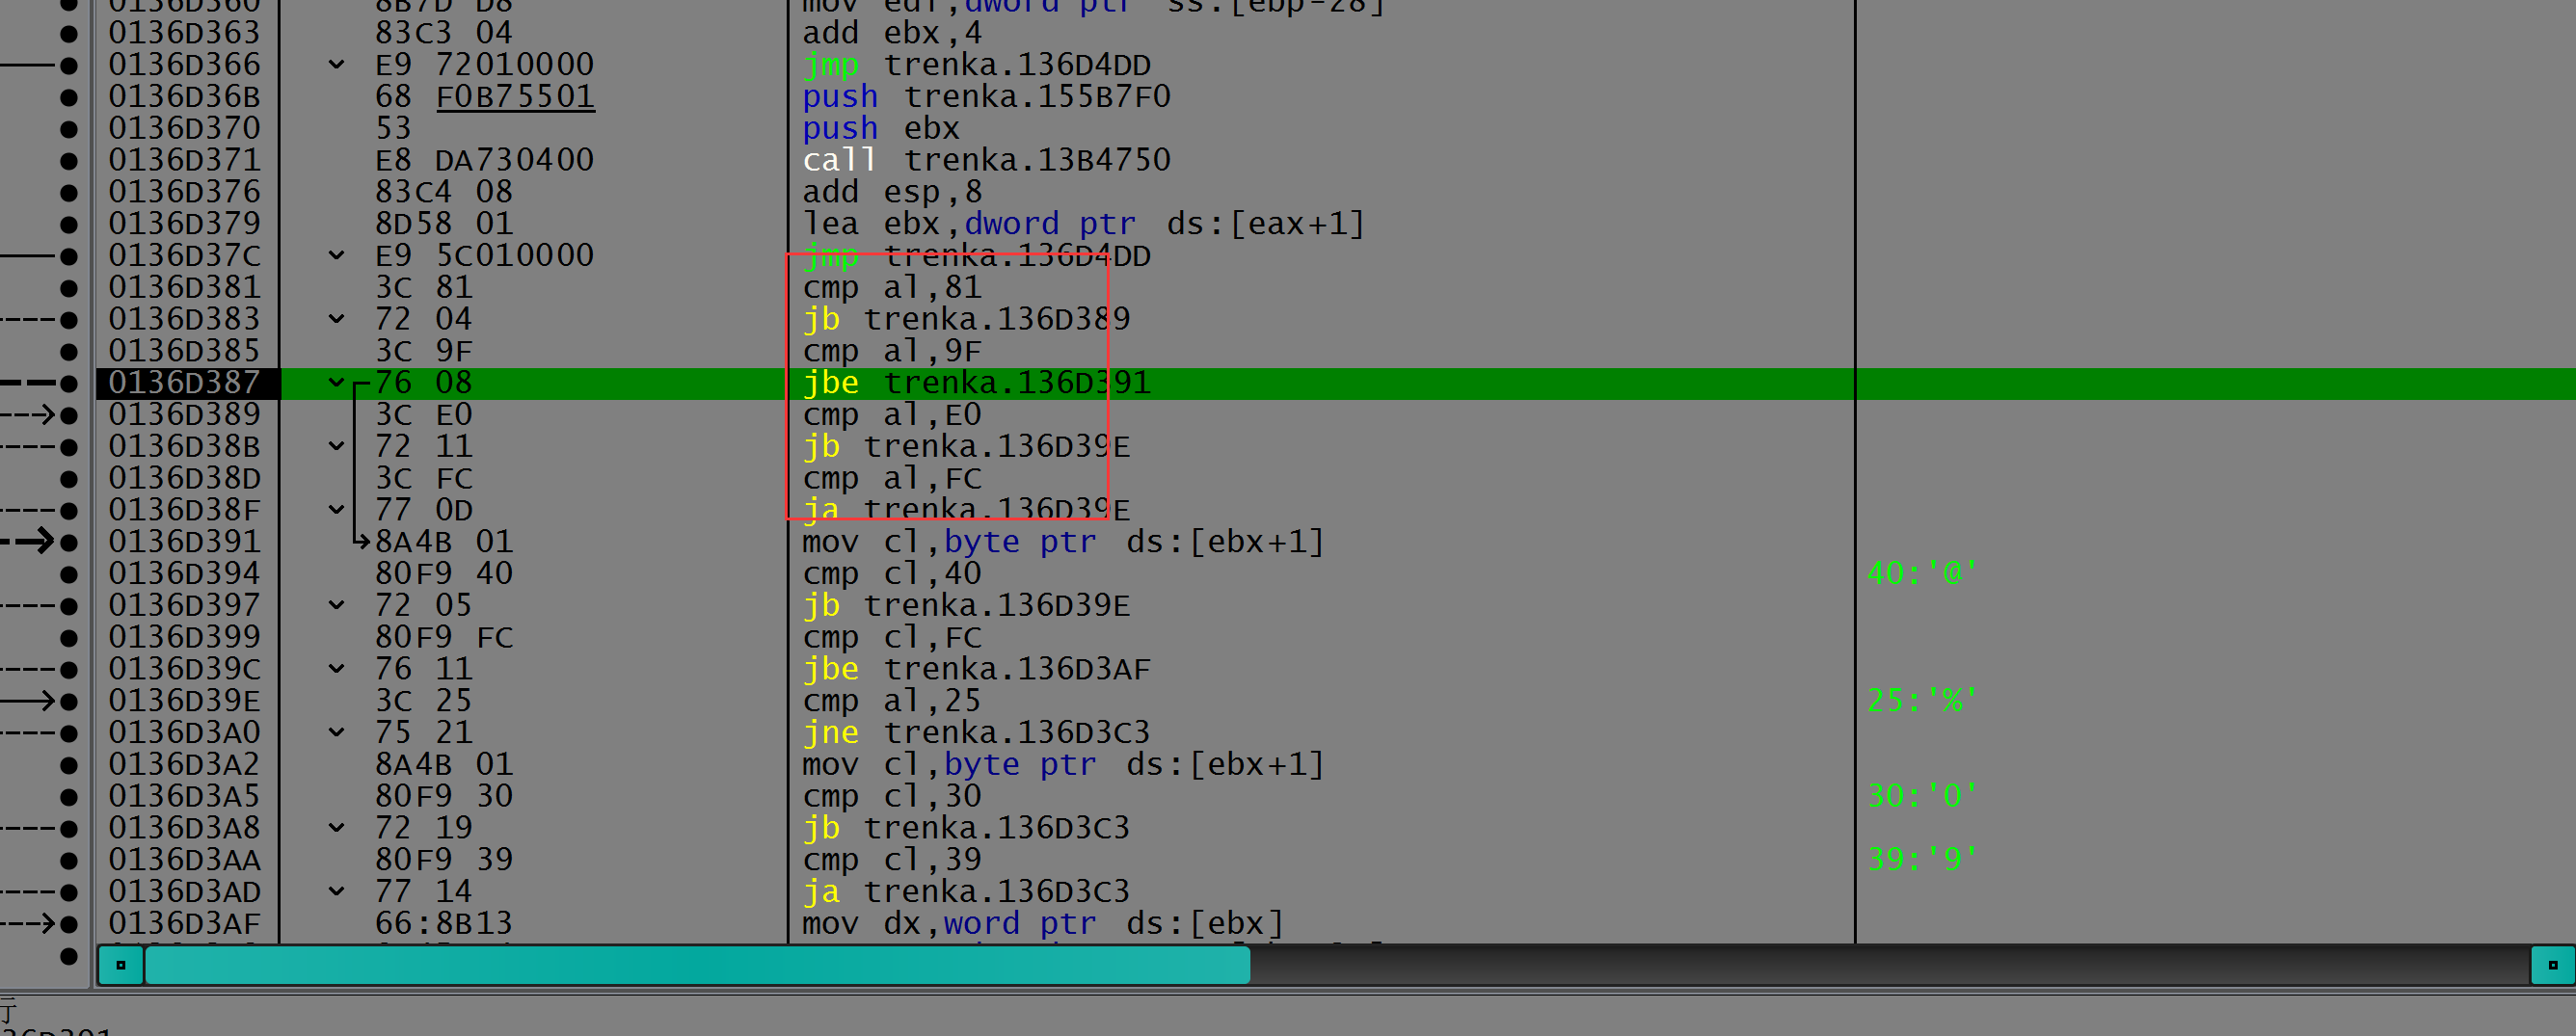 0136D360 8B7D D8 mov edi,dword ptr ss:[ebp-28]
0136D363 83C3 04 add ebx,4
0136D366 E9 72010000 jmp trenka.136D4DD
0136D36B 68 F0B75501 push trenka.155B7F0
0136D370 53 push ebx
0136D371 E8 DA730400 call trenka.13B4750
0136D376 83C4 08 add esp,8
0136D379 8D58 01 lea ebx,dword ptr ds:[eax+1]
0136D37C E9 5C010000 jmp trenka.136D4DD
0136D381 3C 81 cmp al,81
0136D383 72 04 jb trenka.136D389
0136D385 3C 9F cmp al,9F
0136D387 76 08 jbe trenka.136D391
0136D389 3C E0 cmp al,E0
0136D38B 72 11 jb trenka.136D39E
0136D38D 3C FC cmp al,FC
0136D38F 77 0D ja trenka.136D39E
0136D391 8A4B 01 mov cl,byte ptr ds:[ebx+1]
0136D394 80F9 40 cmp cl,40 40:'@'
0136D397 72 05 jb trenka.136D39E
0136D399 80F9 FC cmp cl,FC
0136D39C 76 11 jbe trenka.136D3AF
0136D39E 3C 25 cmp al,25 25:'%'
0136D3A0 75 21 jne trenka.136D3C3
0136D3A2 8A4B 01 mov cl,byte ptr ds:[ebx+1]
0136D3A5 80F9 30 cmp cl,30 30:'0'
0136D3A8 72 19 jb trenka.136D3C3
0136D3AA 80F9 39 cmp cl,39 39:'9'
0136D3AD 77 14 ja trenka.136D3C3
0136D3AF 66:8B13 mov dx,word ptr ds:[ebx]